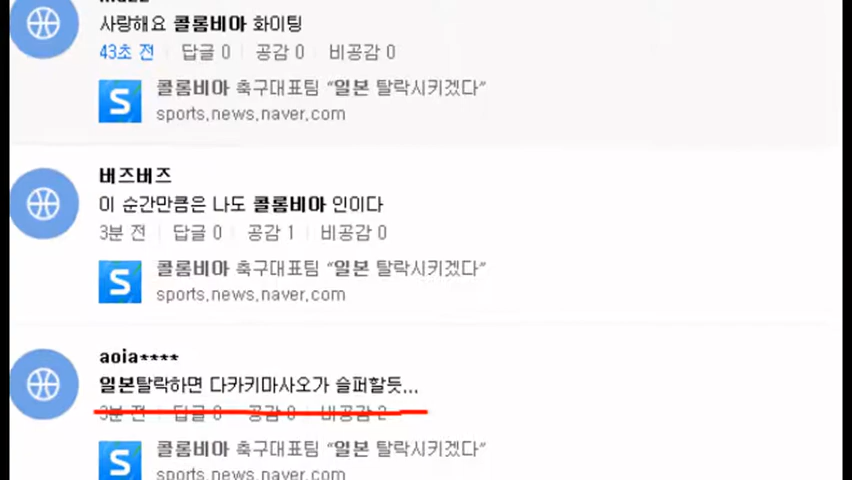 사랑해요 콜롬비아 화이팅
43초 전 답글 0 공감 0 비공감 0
S 콜롬비아 축구대표팀 “일본 탈락시키겠다”
sports.news.naver.com
버즈버즈
이 순간만큼은 나도 콜롬비아 인이다
3분 전 답글 0 공감 1 비공감 0
S 콜롬비아 축구대표팀 “일본 탈락시키겠다”
sports.news.naver.com
aoia****
일본탈락하면 다카키마사오가 슬퍼할듯...
3분 전 답글 0 공감 0 비공감 2
S 콜롬비아 축구대표팀 “일본 탈락시키겠다”
sports.news.naver.com